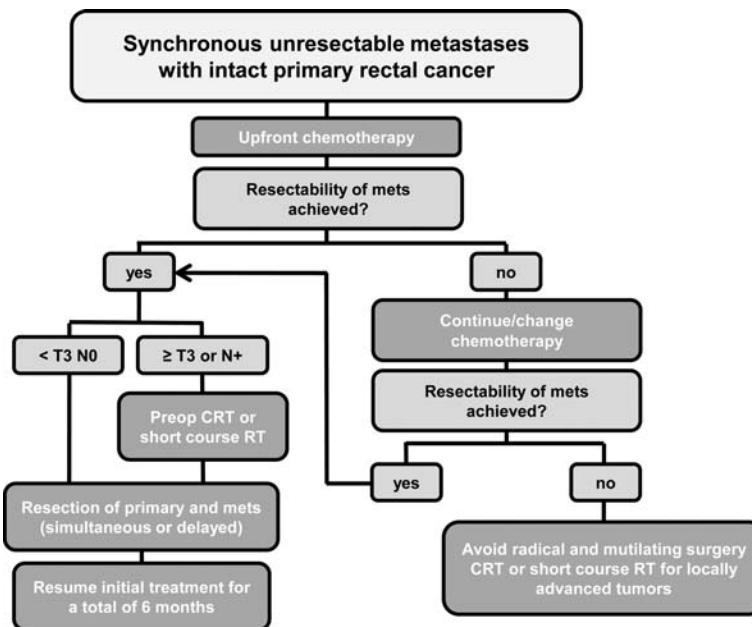 Synchronous unresectable metastases
with intact primary rectal cancer
Upfront chemotherapy
Resectability of mets
achieved?
yes
no
< T3 N0
≥ T3 or N+
Continue/change
chemotherapy
Preop CRT or
short course RT
Resectability of mets
achieved?
yes
no
Resection of primary and mets
(simultaneous or delayed)
Resume initial treatment for
a total of 6 months
Avoid radical and mutilating surgery
CRT or short course RT for locally
advanced tumors